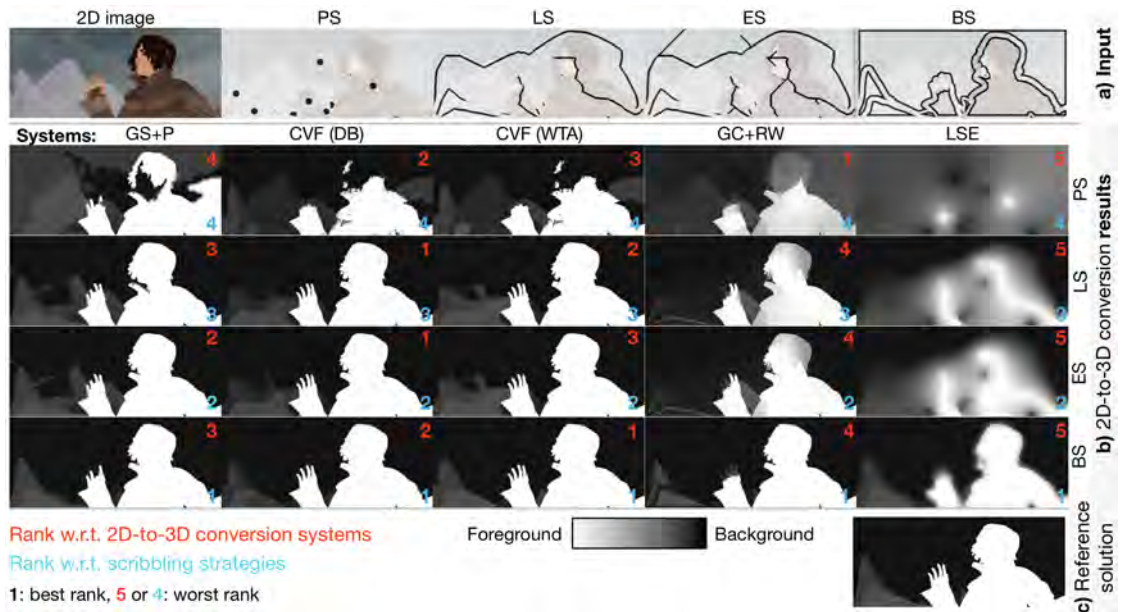 2D image PS LS ES BS
a) Input
Systems: GS+P CVF (DB) CVF (WTA) GC+RW LSE
4 2 3 1 5
PS
4 4 4 4 4
3 1 2 4 5
LS
3 3 3 3 3
2 1 3 4 5
ES
2 2 2 2 2
3 2 1 4 5
BS
1 1 1 1 1
b) 2D-to-3D conversion results
Rank w.r.t. 2D-to-3D conversion systems
Foreground Background
Rank w.r.t. scribbling strategies
1: best rank, 5 or 4: worst rank
c) Reference
solution